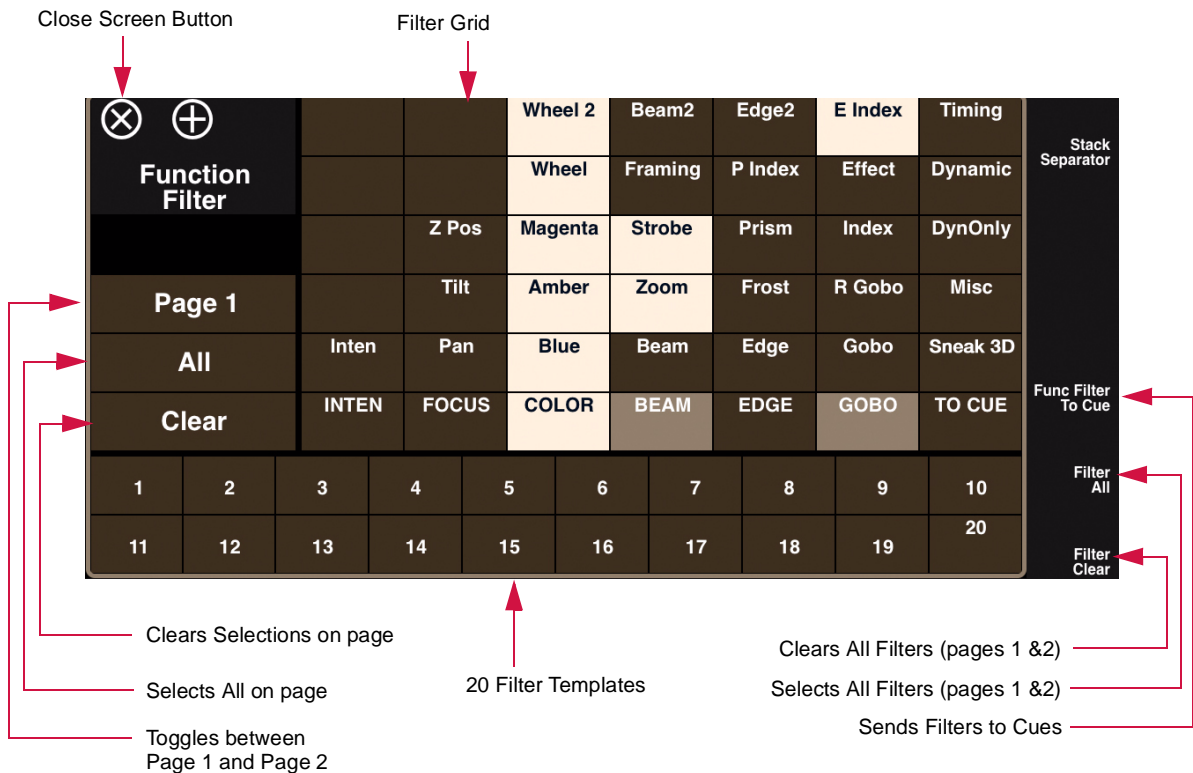 Close Screen Button
Filter Grid
Function
Filter
Wheel 2 Beam2 Edge2 E Index Timing
Wheel Framing P Index Effect Dynamic
Z Pos Magenta Strobe Prism Index DynOnly
Page 1 Tilt Amber Zoom Frost R Gobo Misc
All Inten Pan Blue Beam Edge Gobo Sneak 3D
Clear INTEN FOCUS COLOR BEAM EDGE GOBO TO CUE
1 2 3 4 5 6 7 8 9 10
11 12 13 14 15 16 17 18 19 20
Stack
Separator
Func Filter
To Cue
Filter
All
Filter
Clear
Clears Selections on page
Selects All on page
Toggles between
Page 1 and Page 2
20 Filter Templates
Clears All Filters (pages 1 &2)
Selects All Filters (pages 1 &2)
Sends Filters to Cues